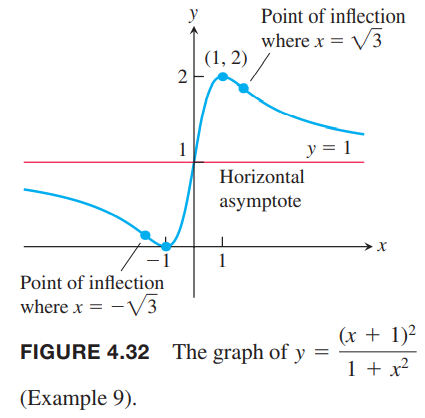 y
Point of inflection
where x = √3
(1, 2)
2
1
y = 1
Horizontal
asymptote
x
−1
1
Point of inflection
where x = −√3
FIGURE 4.32 The graph of y = (x + 1)² / 1 + x²
(Example 9).